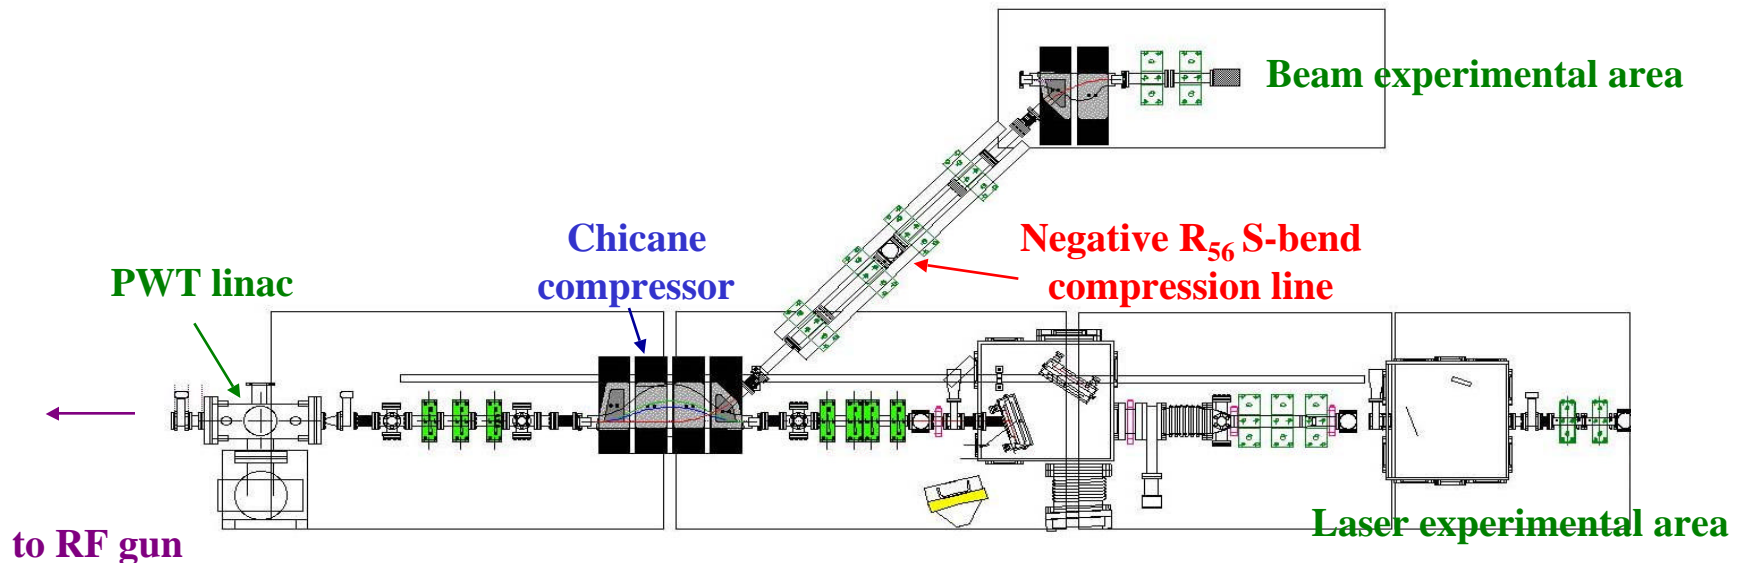 Beam experimental area
Chicane
compressor
Negative R₅₆ S-bend
compression line
PWT linac
Laser experimental area
to RF gun